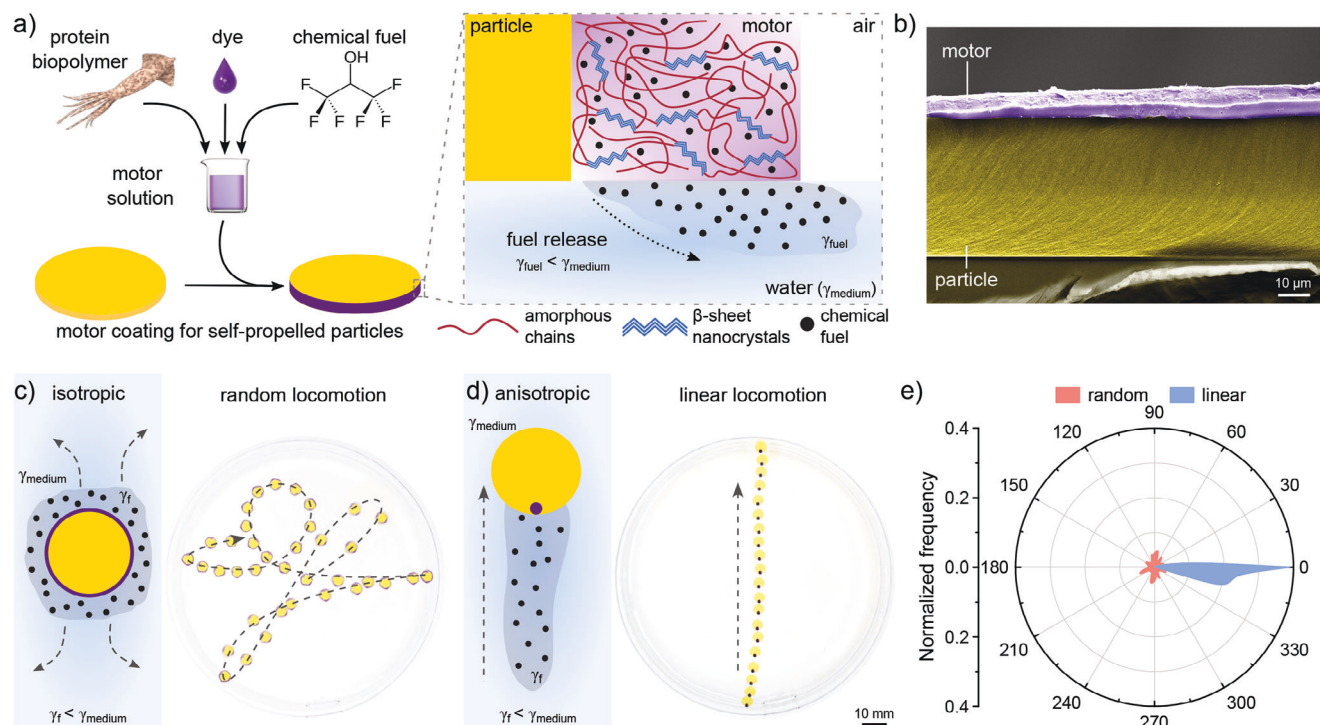 a)
protein
biopolymer
dye
chemical fuel
OH
F F
F F F F
motor
solution
motor coating for self-propelled particles
particle
motor
air
fuel release
γfuel < γmedium
γfuel
water (γmedium)
amorphous
chains
β-sheet
nanocrystals
chemical
fuel
b)
motor
particle
10 µm
c)
isotropic
γmedium
γf
γf < γmedium
random locomotion
d)
anisotropic
γmedium
γf
γf < γmedium
linear locomotion
10 mm
e)
random
linear
Normalized frequency
0.4
0.2
0.0
0.2
0.4
90
60
30
0
330
300
270
240
210
180
150
120